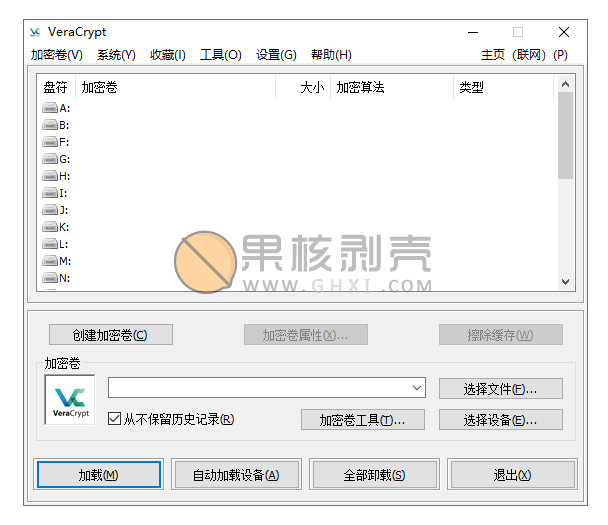 VeraCrypt
加密卷(V) 系统(Y) 收藏(I) 工具(O) 设置(G) 帮助(H) 主页 (联网) (P)
盘符 加密卷 大小 加密算法 类型
A:
B:
F:
G:
H:
I:
J:
K:
L:
M:
N:
果核剥壳
WWW.GHXI.COM
创建加密卷(C) 加密卷属性(X)... 擦除缓存(W)
加密卷
VeraCrypt
选择文件(F)...
从不保留历史记录(R) 加密卷工具(T)... 选择设备(E)...
加载(M) 自动加载设备(A) 全部卸载(S) 退出(X)